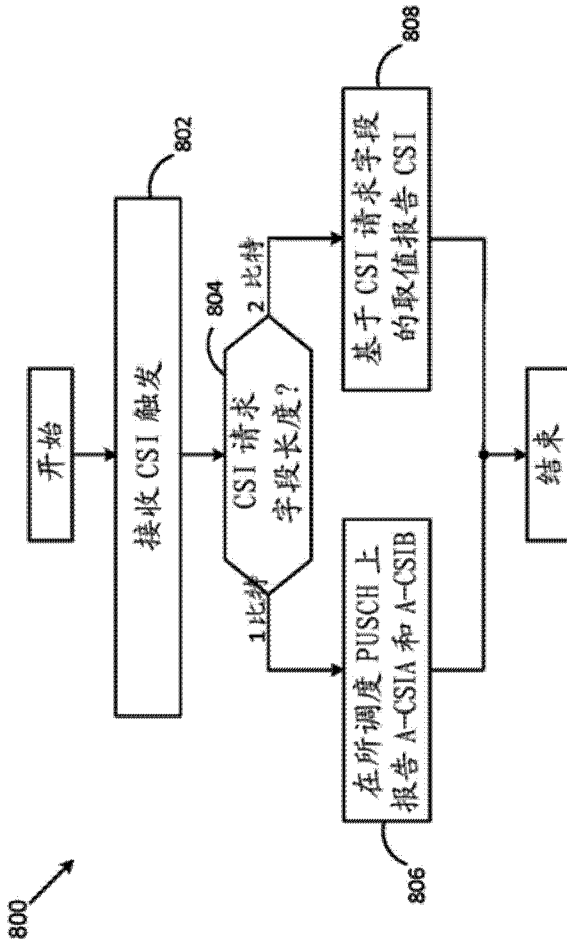 800
开始
接收 CSI 触发
802
CSI 请求
字段长度?
804
1比特
2 比特
在所调度 PUSCH 上
报告 A-CSIA 和 A-CSIB
806
基于 CSI 请求字段
的取值报告 CSI
808
结束